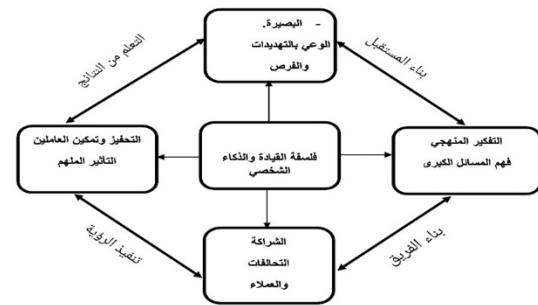 - البصيرة.
الوعي بالتهديدات
والفرص
بناء المستقبل
التعلم من النتائج
التفكير المنهجي
فهم المسائل الكبرى
فلسفة القيادة والذكاء
الشخصي
التحفيز وتمكين العاملين
التأثير الملهم
بناء الفريق
تنفيذ الرؤية
الشراكة
التحالفات
والعملاء